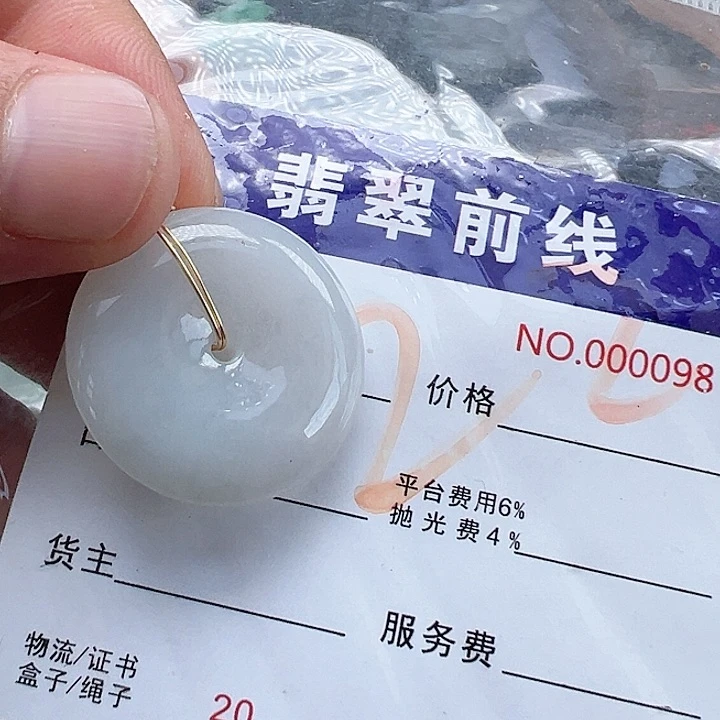 翡翠前线
NO.000098
价格
平台费用6%
抛光费4%
货主
服务费
物流/证书
盒子/绳子
20